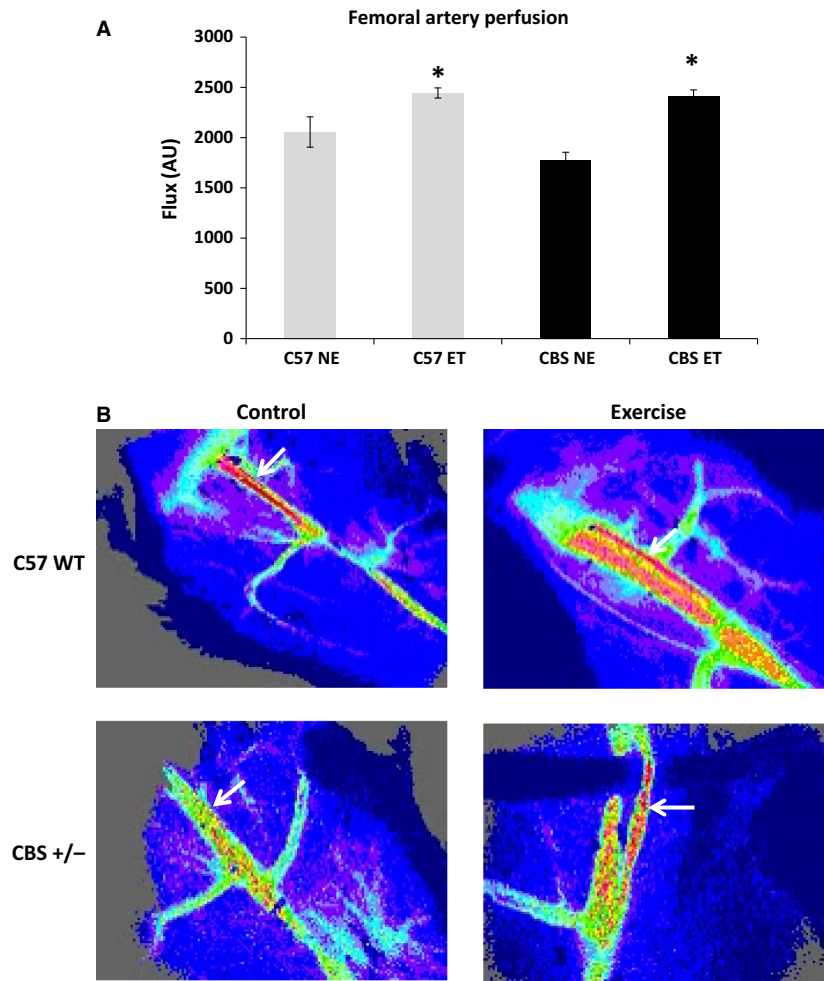 A
Femoral artery perfusion
3000
2500
2000
1500
1000
500
0
Flux (AU)
*
*
C57 NE
C57 ET
CBS NE
CBS ET
B
Control
Exercise
C57 WT
CBS +/–